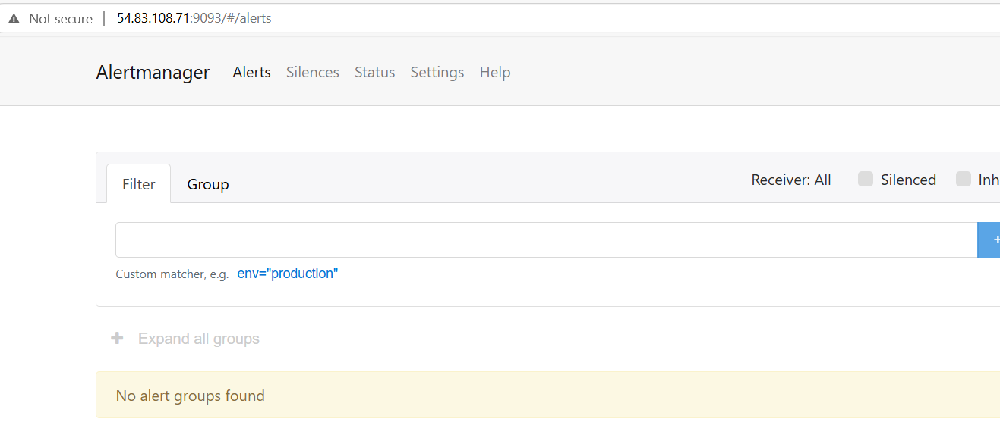 Not secure | 54.83.108.71:9093/#/alerts
Alertmanager Alerts Silences Status Settings Help
Filter Group Receiver: All Silenced Inh
+
Custom matcher, e.g. env="production"
+ Expand all groups
No alert groups found